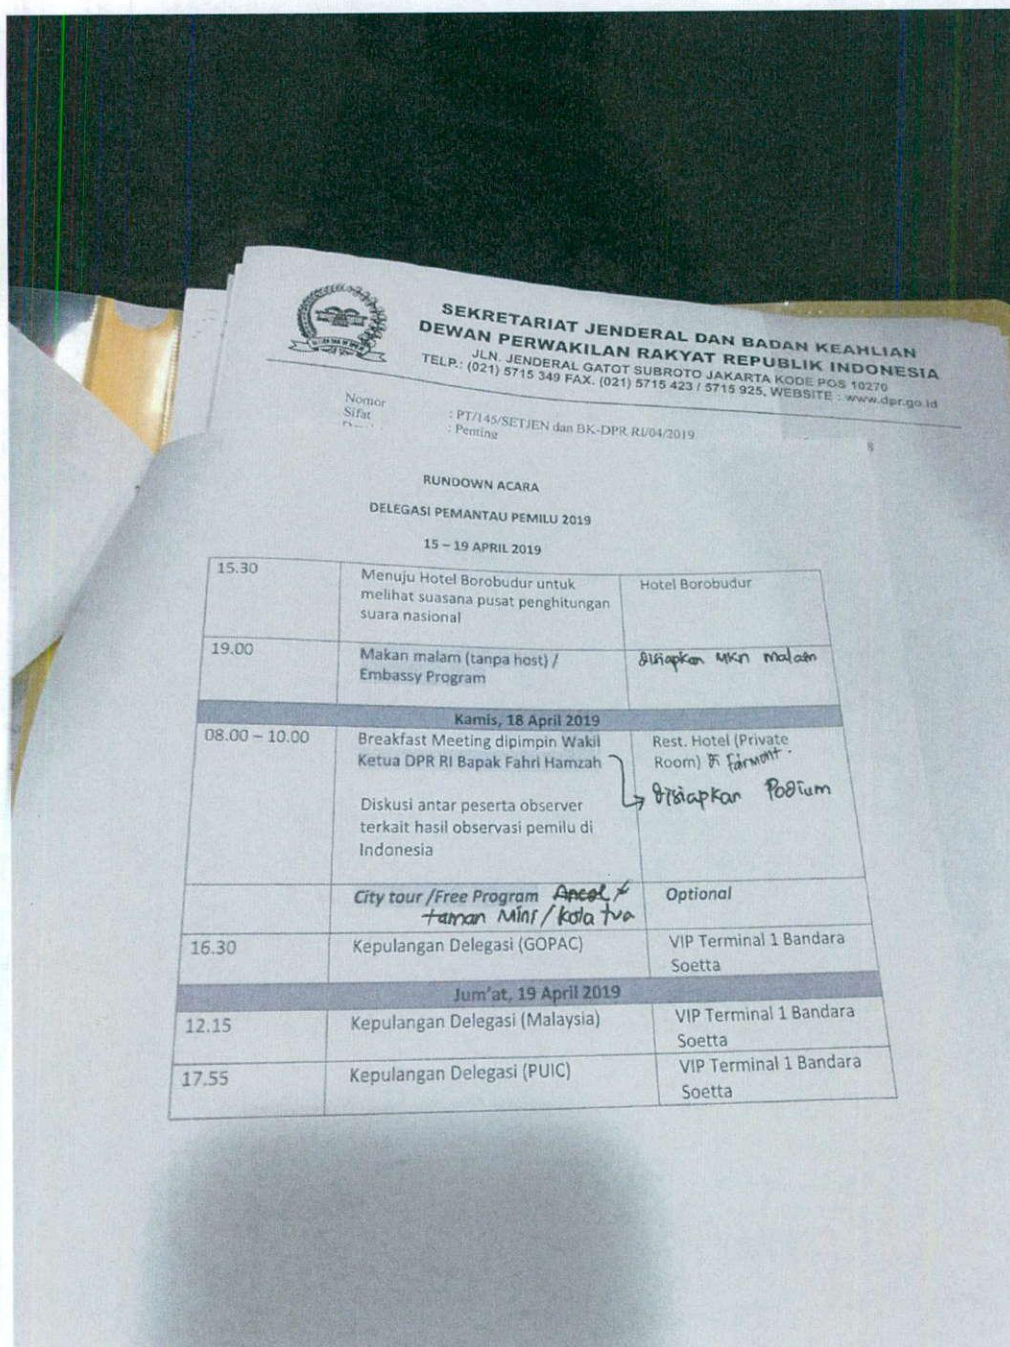 SEKRETARIAT JENDERAL DAN BADAN KEAHLIAN
DEWAN PERWAKILAN RAKYAT REPUBLIK INDONESIA
JLN. JENDERAL GATOT SUBROTO JAKARTA KODE POS 10270
TELP.: (021) 5715 349 FAX. (021) 5715 423 / 5715 925, WEBSITE : www.dpr.go.id
Nomor : PT/145/SETJEN dan BK-DPR RI/04/2019
Sifat : Penting
8
RUNDOWN ACARA
DELEGASI PEMANTAU PEMILU 2019
15 – 19 APRIL 2019
15.30 Menuju Hotel Borobudur untuk Hotel Borobudur
melihat suasana pusat penghitungan
suara nasional
19.00 Makan malam (tanpa host) / disiapkan mkn malam
Embassy Program
Kamis, 18 April 2019
08.00 – 10.00 Breakfast Meeting dipimpin Wakil Rest. Hotel (Private
Ketua DPR RI Bapak Fahri Hamzah Room) di Fairmont.
disiapkan Podium
Diskusi antar peserta observer
terkait hasil observasi pemilu di
Indonesia
City tour /Free Program Ancol Optional
taman Mini / kota tua
16.30 Kepulangan Delegasi (GOPAC) VIP Terminal 1 Bandara
Soetta
Jum'at, 19 April 2019
12.15 Kepulangan Delegasi (Malaysia) VIP Terminal 1 Bandara
Soetta
17.55 Kepulangan Delegasi (PUIC) VIP Terminal 1 Bandara
Soetta